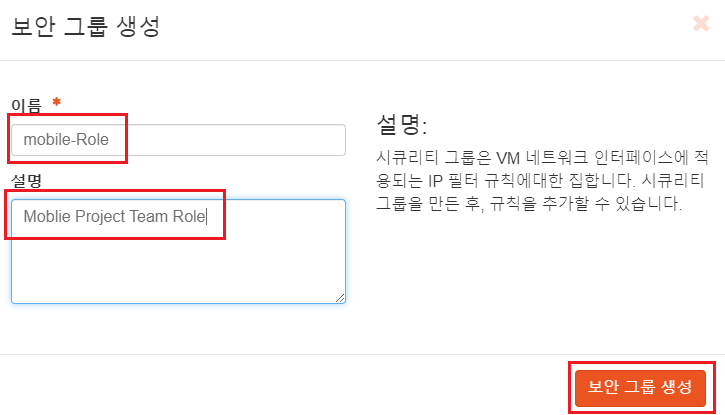 보안 그룹 생성
이름 *
mobile-Role
설명
Moblie Project Team Role
설명:
시큐리티 그룹은 VM 네트워크 인터페이스에 적
용되는 IP 필터 규칙에대한 집합니다. 시큐리티
그룹을 만든 후, 규칙을 추가할 수 있습니다.
보안 그룹 생성